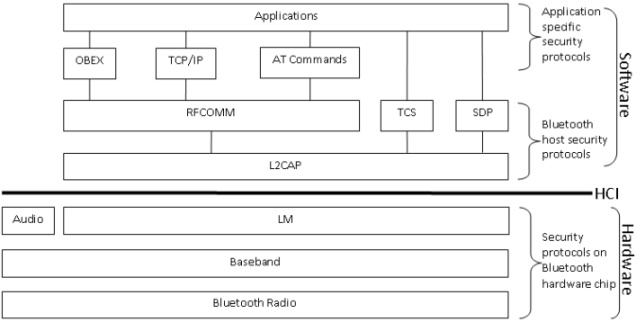 Applications
Application
specific
security
protocols
OBEX
TCP/IP
AT Commands
Software
RFCOMM
TCS
SDP
Bluetooth
host security
protocols
L2CAP
HCI
Audio
LM
Security
protocols on
Bluetooth
hardware chip
Hardware
Baseband
Bluetooth Radio